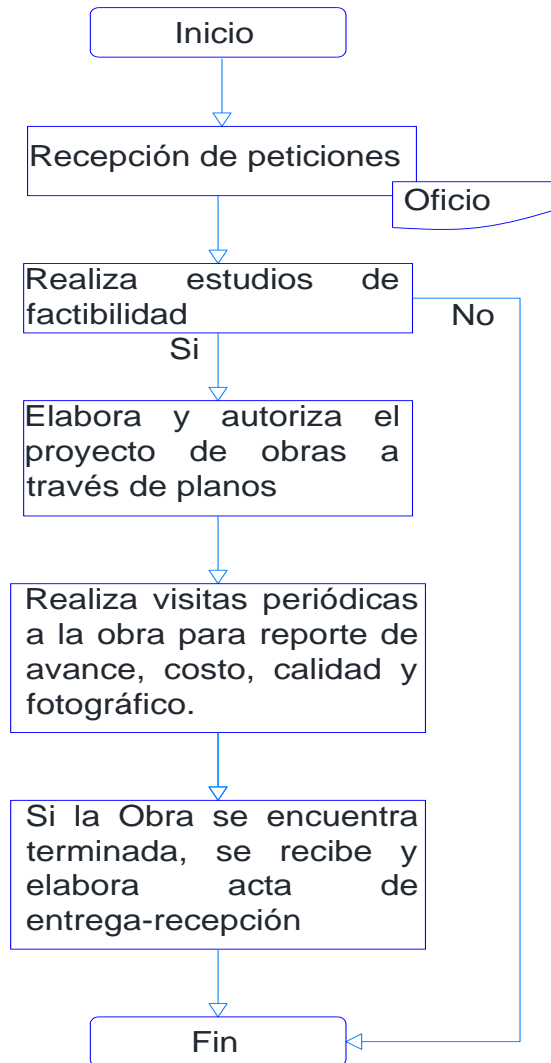 Inicio
Recepción de peticiones
Oficio
Realiza estudios de
factibilidad
No
Si
Elabora y autoriza el
proyecto de obras a
través de planos
Realiza visitas periódicas
a la obra para reporte de
avance, costo, calidad y
fotográfico.
Si la Obra se encuentra
terminada, se recibe y
elabora acta de
entrega-recepción
Fin